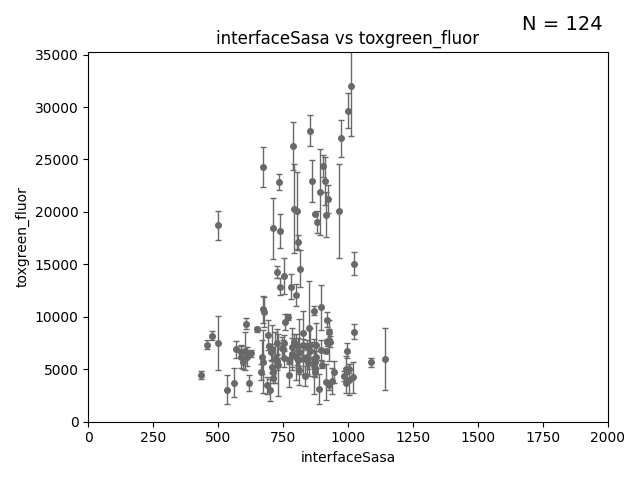 N = 124
interfaceSasa vs toxgreen_fluor
35000
30000
25000
20000
15000
10000
5000
0
toxgreen_fluor
0 250 500 750 1000 1250 1500 1750 2000
interfaceSasa